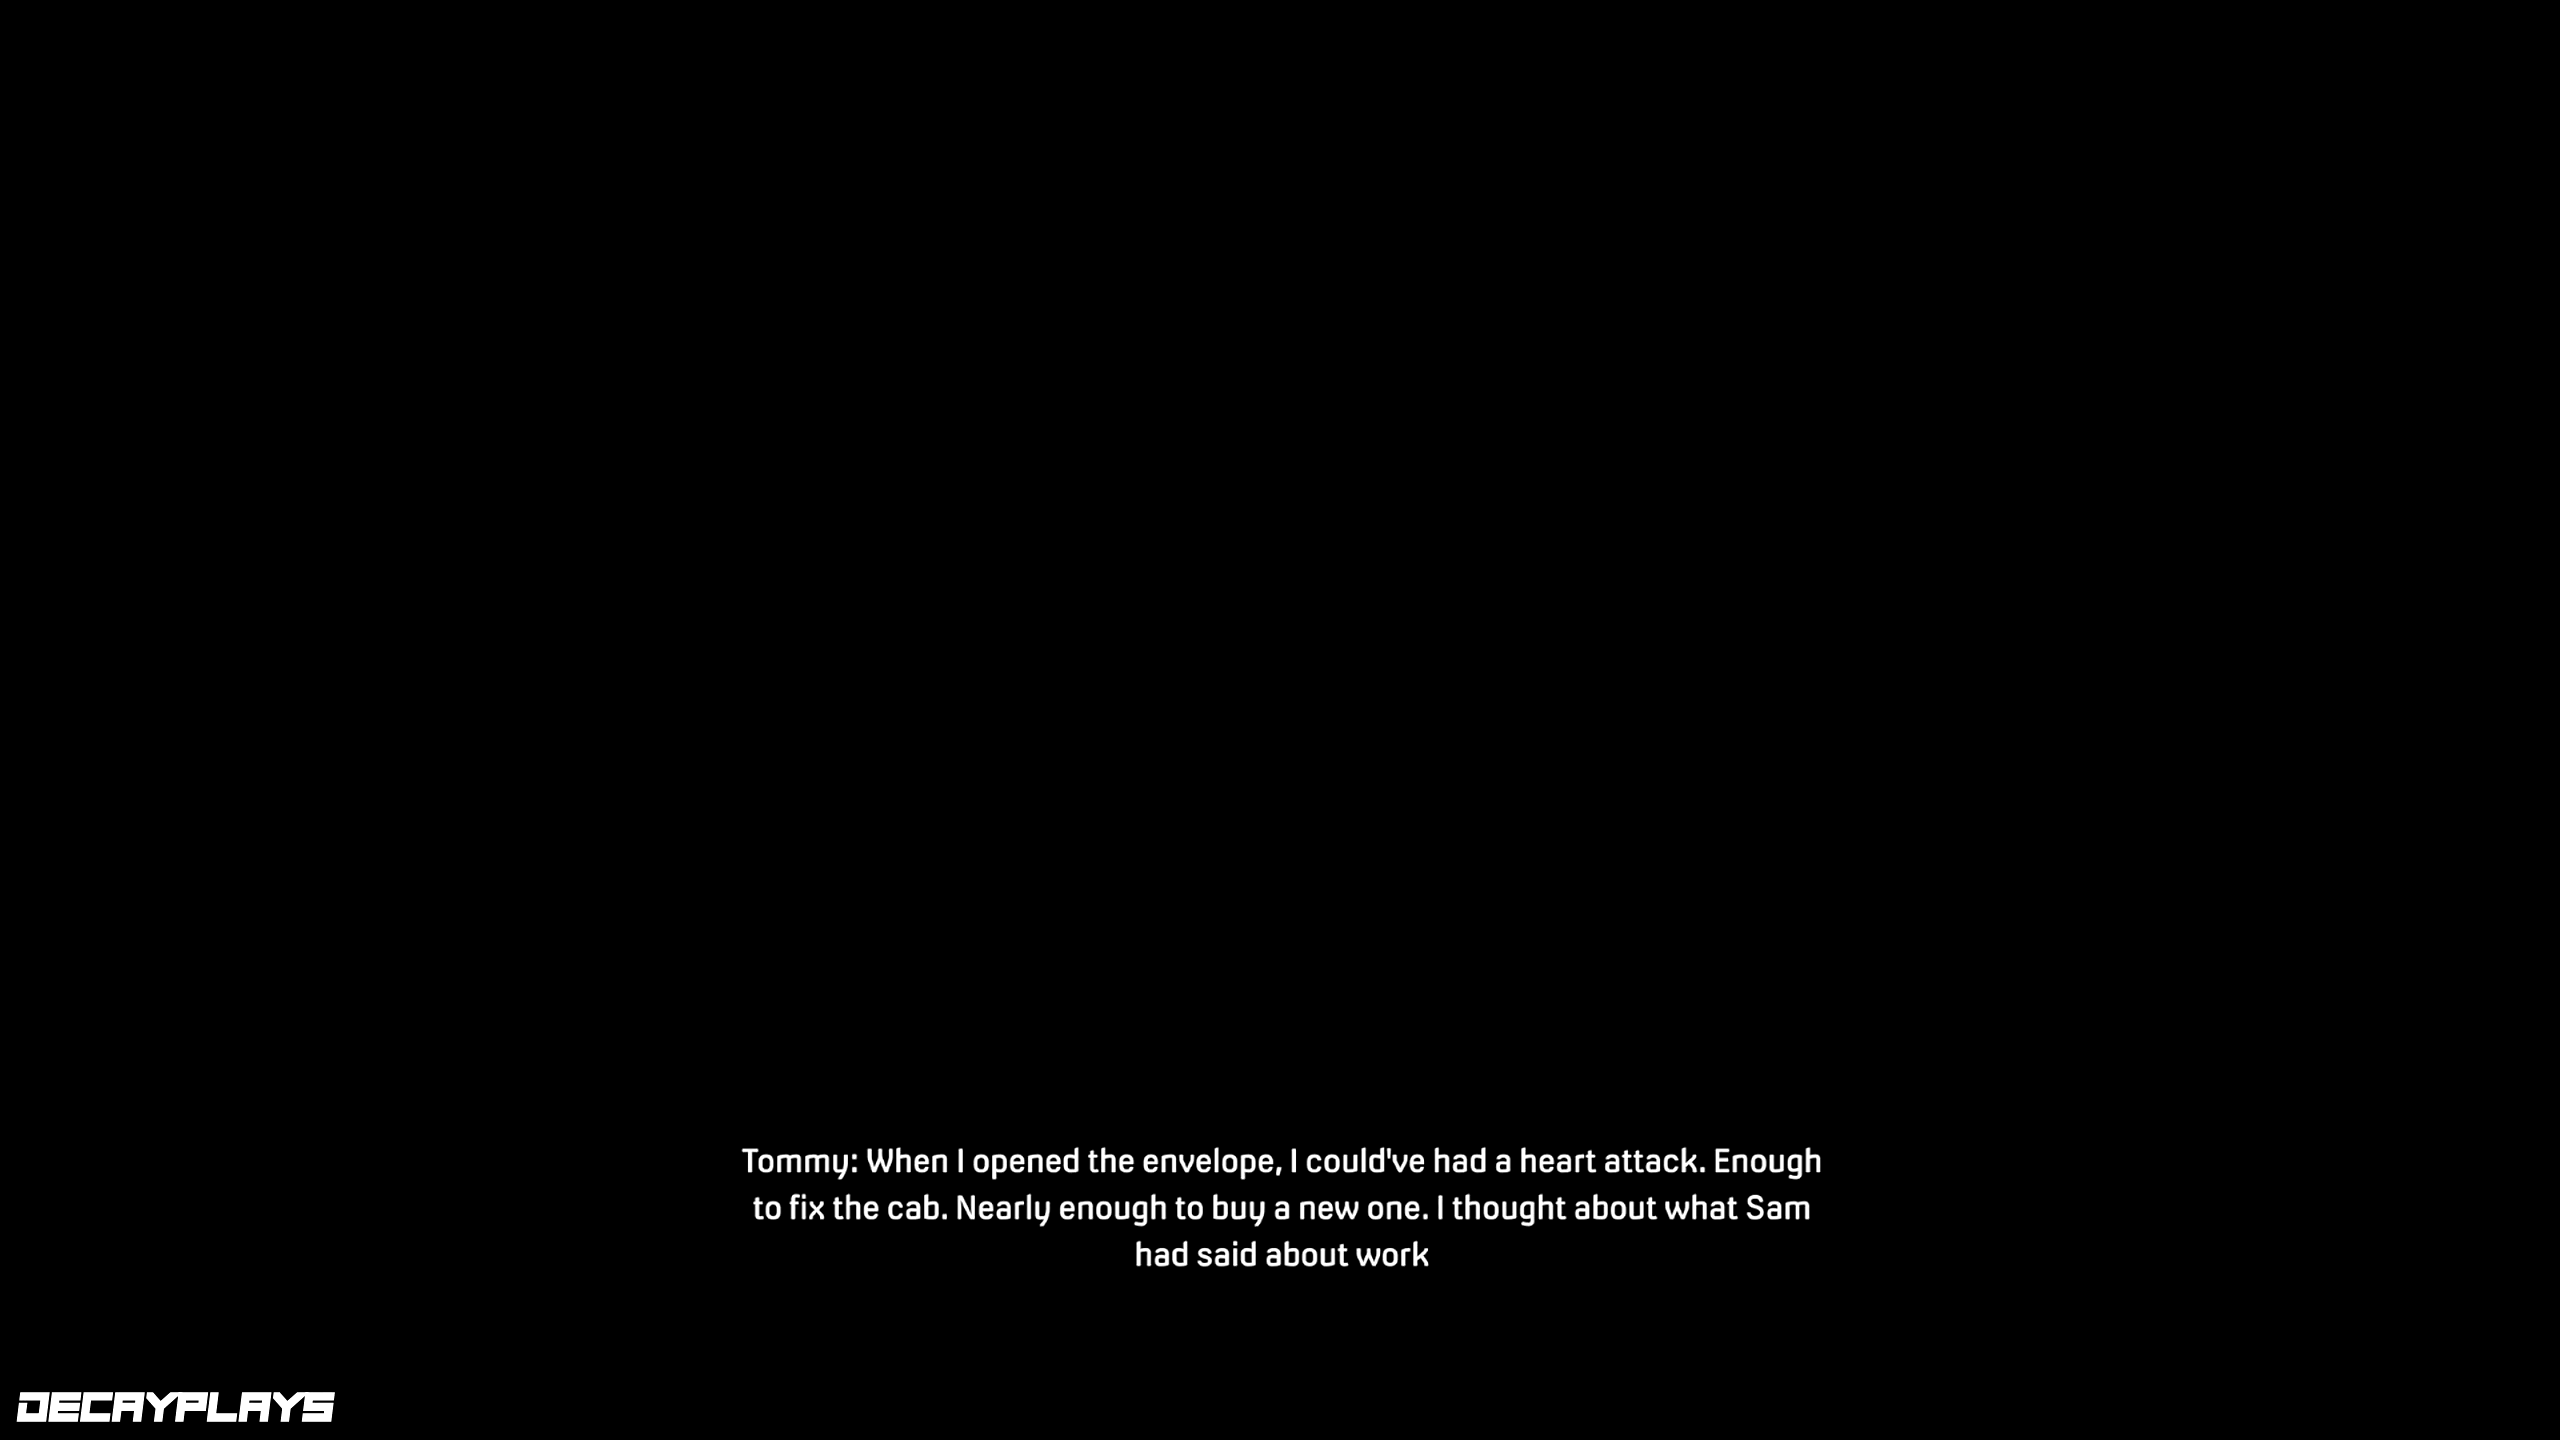 Tommy: When I opened the envelope, I could've had a heart attack. Enough
to fix the cab. Nearly enough to buy a new one. I thought about what Sam
had said about work
DECAYPLAYS